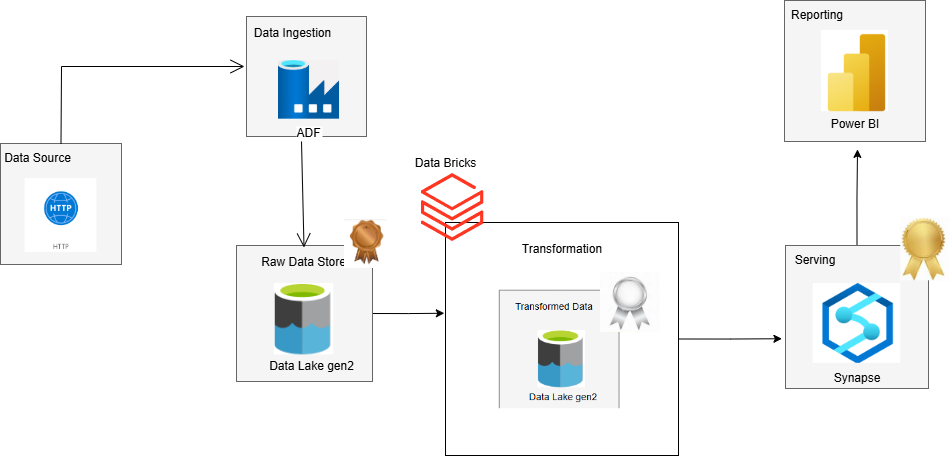 Data Source
HTTP
HTTP
Data Ingestion
ADF
Raw Data Store
Data Lake gen2
Data Bricks
Transformation
Transformed Data
Data Lake gen2
Serving
Synapse
Reporting
Power BI